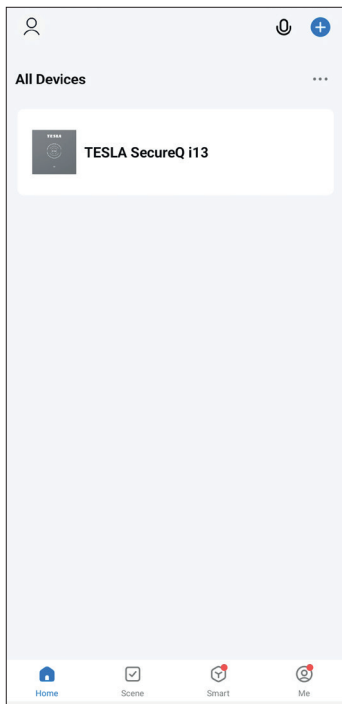 All Devices
TESLA
TESLA SecureQ i13
Home
Scene
Smart
Me